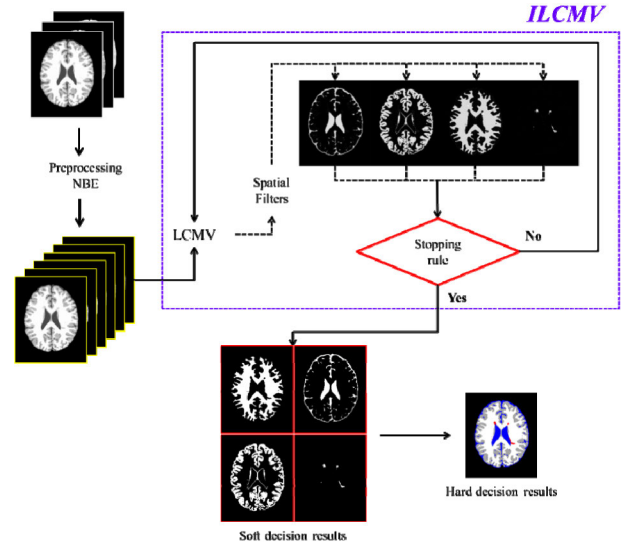 ILCMV
Preprocessing
NBE
Spatial
Filters
LCMV
Stopping
rule
No
Yes
Hard decision results
Soft decision results